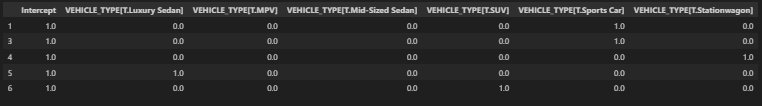 Intercept VEHICLE_TYPE[T.Luxury Sedan] VEHICLE_TYPE[T.MPV] VEHICLE_TYPE[T.Mid-Sized Sedan] VEHICLE_TYPE[T.SUV] VEHICLE_TYPE[T.Sports Car] VEHICLE_TYPE[T.Stationwagon]
1 1.0 0.0 0.0 0.0 0.0 1.0 0.0
3 1.0 0.0 0.0 0.0 0.0 1.0 0.0
4 1.0 0.0 0.0 0.0 0.0 0.0 1.0
5 1.0 1.0 0.0 0.0 0.0 0.0 0.0
6 1.0 0.0 0.0 0.0 1.0 0.0 0.0